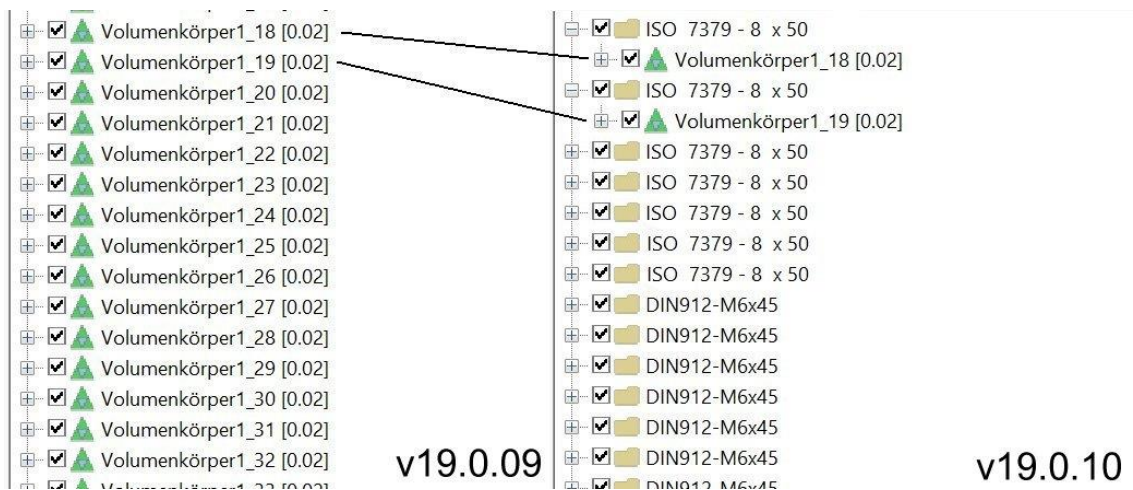 Volumenkörper1_18 [0.02]
Volumenkörper1_19 [0.02]
Volumenkörper1_20 [0.02]
Volumenkörper1_21 [0.02]
Volumenkörper1_22 [0.02]
Volumenkörper1_23 [0.02]
Volumenkörper1_24 [0.02]
Volumenkörper1_25 [0.02]
Volumenkörper1_26 [0.02]
Volumenkörper1_27 [0.02]
Volumenkörper1_28 [0.02]
Volumenkörper1_29 [0.02]
Volumenkörper1_30 [0.02]
Volumenkörper1_31 [0.02]
Volumenkörper1_32 [0.02]
Volumenkörper1_33 [0.02]
v19.0.09
ISO 7379 - 8 x 50
Volumenkörper1_18 [0.02]
ISO 7379 - 8 x 50
Volumenkörper1_19 [0.02]
ISO 7379 - 8 x 50
ISO 7379 - 8 x 50
ISO 7379 - 8 x 50
ISO 7379 - 8 x 50
ISO 7379 - 8 x 50
DIN912-M6x45
DIN912-M6x45
DIN912-M6x45
DIN912-M6x45
DIN912-M6x45
DIN912-M6x45
DIN912-M6x45
v19.0.10